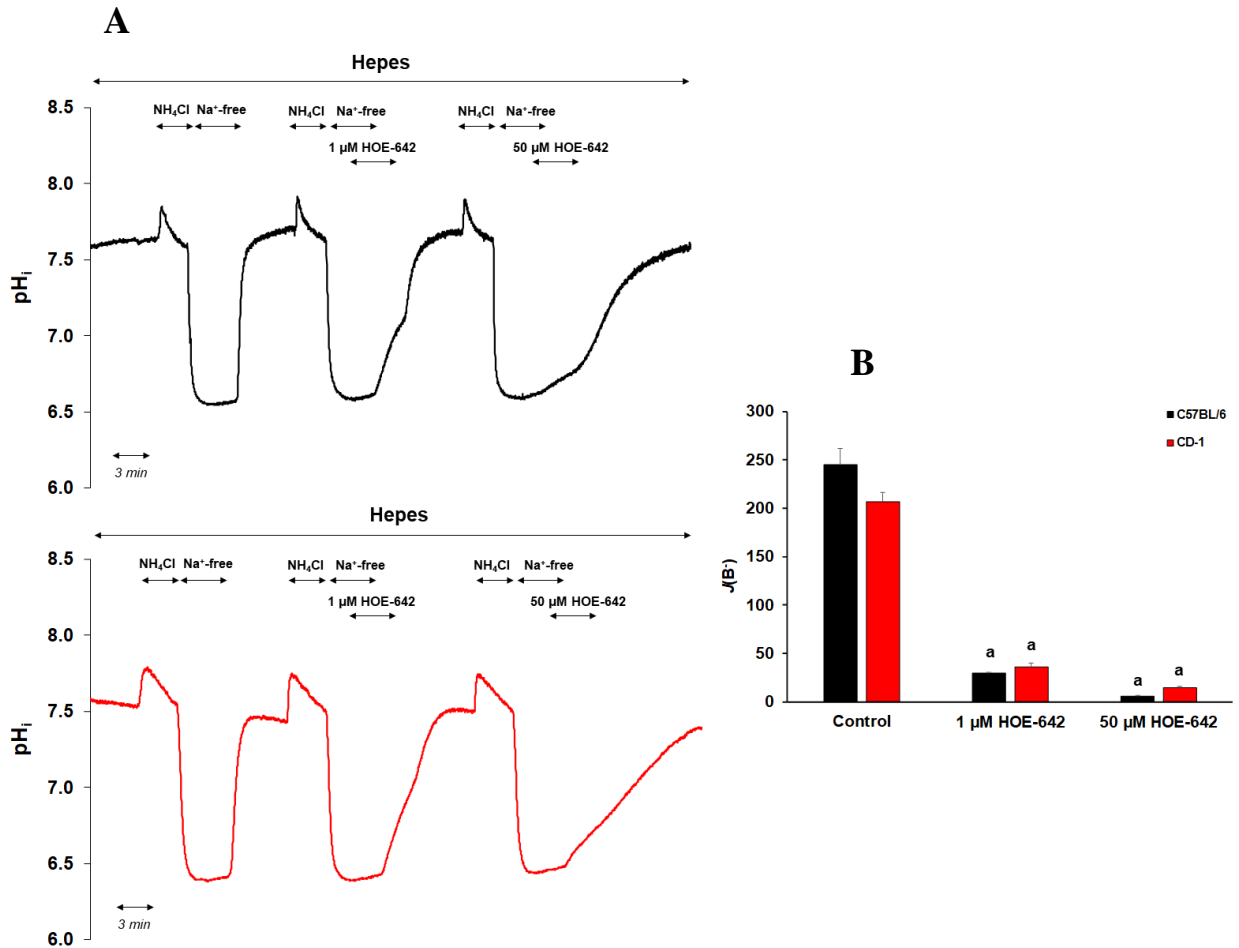 A
Hepes
8.5
NH₄Cl Na⁺-free NH₄Cl Na⁺-free NH₄Cl Na⁺-free
1 µM HOE-642 50 µM HOE-642
8.0
7.5
pHᵢ
7.0
6.5
3 min
6.0
Hepes
8.5
NH₄Cl Na⁺-free NH₄Cl Na⁺-free NH₄Cl Na⁺-free
1 µM HOE-642 50 µM HOE-642
8.0
7.5
pHᵢ
7.0
6.5
3 min
6.0
B
300
C57BL/6
CD-1
250
200
150
J(B⁻)
100
50
a a a a
0
Control 1 µM HOE-642 50 µM HOE-642